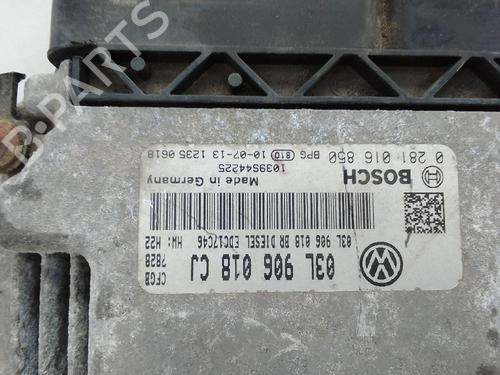 0 281 016 850 BPG 810 10-07-13 1235 0618
1039S44225
BOSCH Made in Germany
03L 906 018 BR DIESEL EDC17C46 HW: H22
7828
03L 906 018 CJ CFGB
B-PARTS